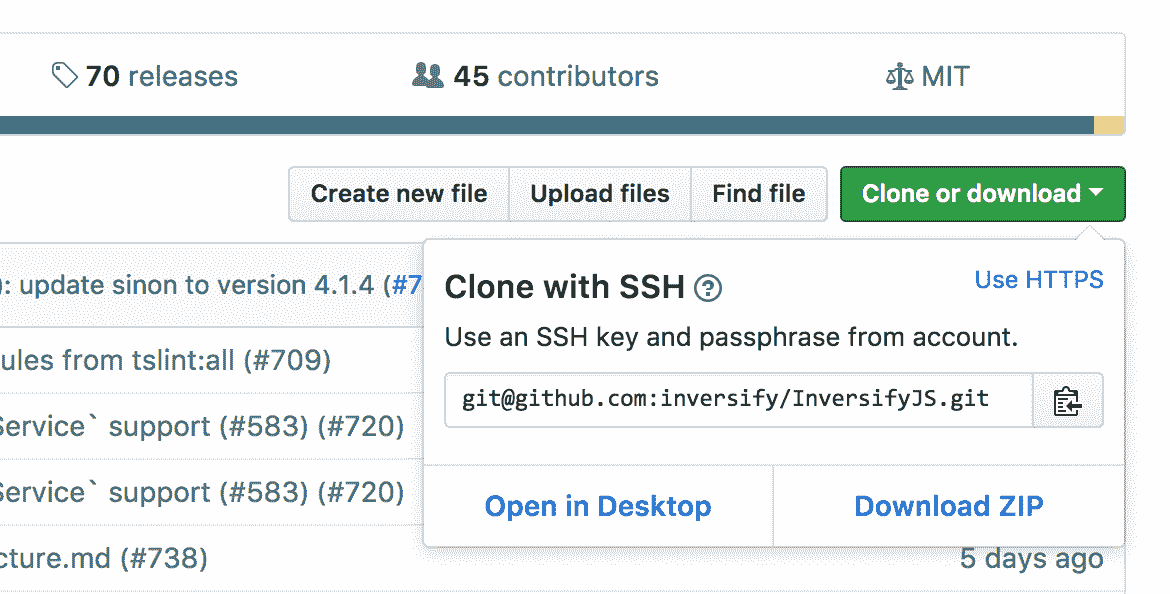 70 releases
45 contributors
MIT
Create new file
Upload files
Find file
Clone or download
: update sinon to version 4.1.4 (#7
Clone with SSH ?
Use HTTPS
Use an SSH key and passphrase from account.
ules from tslint:all (#709)
git@github.com:inversify/InversifyJS.git
Service` support (#583) (#720)
Service` support (#583) (#720)
Open in Desktop
Download ZIP
cture.md (#738)
5 days ago